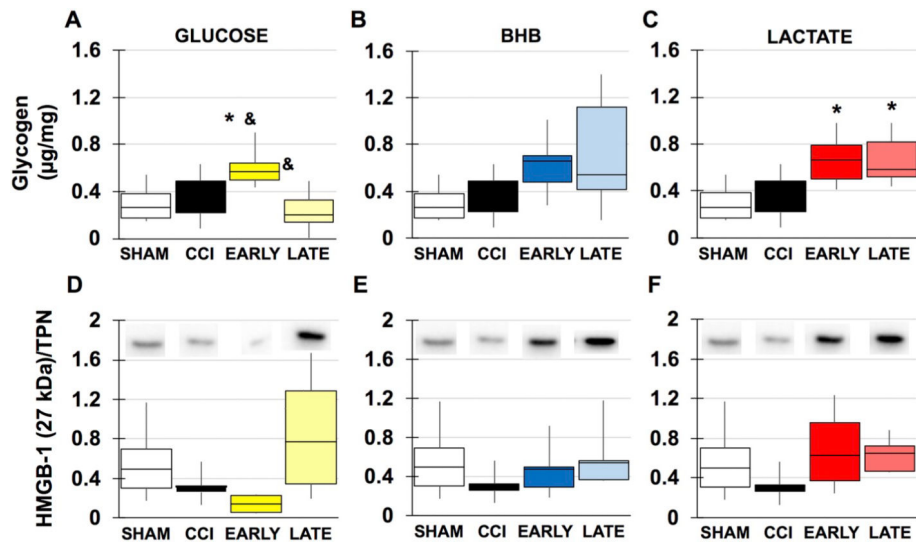 A B C
GLUCOSE BHB LACTATE
Glycogen
(µg/mg)
1.6 1.6 1.6
1.2 1.2 1.2
0.8 0.8 0.8
0.4 0.4 0.4
0 0 0
* & & * *
SHAM CCI EARLY LATE SHAM CCI EARLY LATE SHAM CCI EARLY LATE
D E F
HMGB-1 (27 kDa)/TPN
2 2 2
1.6 1.6 1.6
1.2 1.2 1.2
0.8 0.8 0.8
0.4 0.4 0.4
0 0 0
SHAM CCI EARLY LATE SHAM CCI EARLY LATE SHAM CCI EARLY LATE